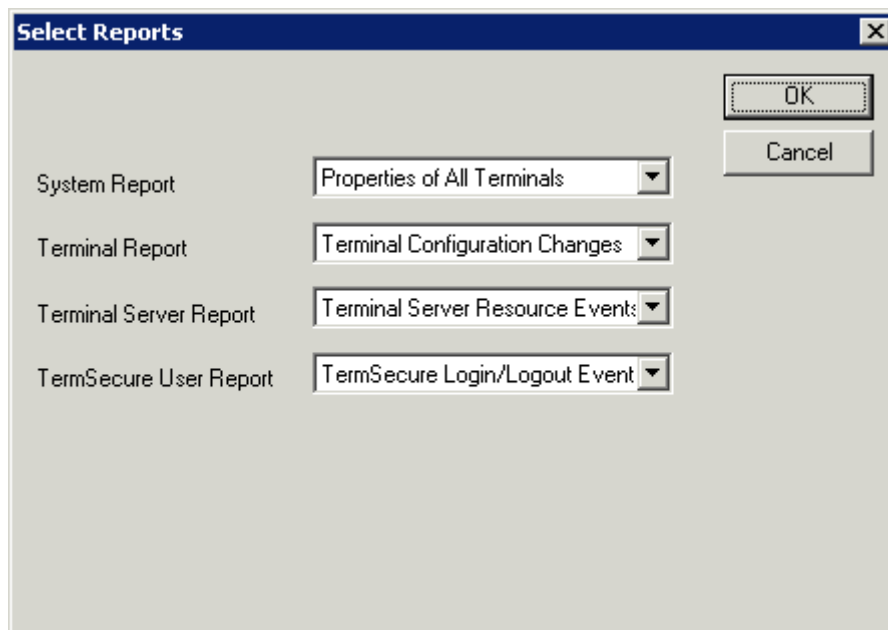 Select Reports
OK
Cancel
System Report
Properties of All Terminals
Terminal Report
Terminal Configuration Changes
Terminal Server Report
Terminal Server Resource Events
TermSecure User Report
TermSecure Login/Logout Event